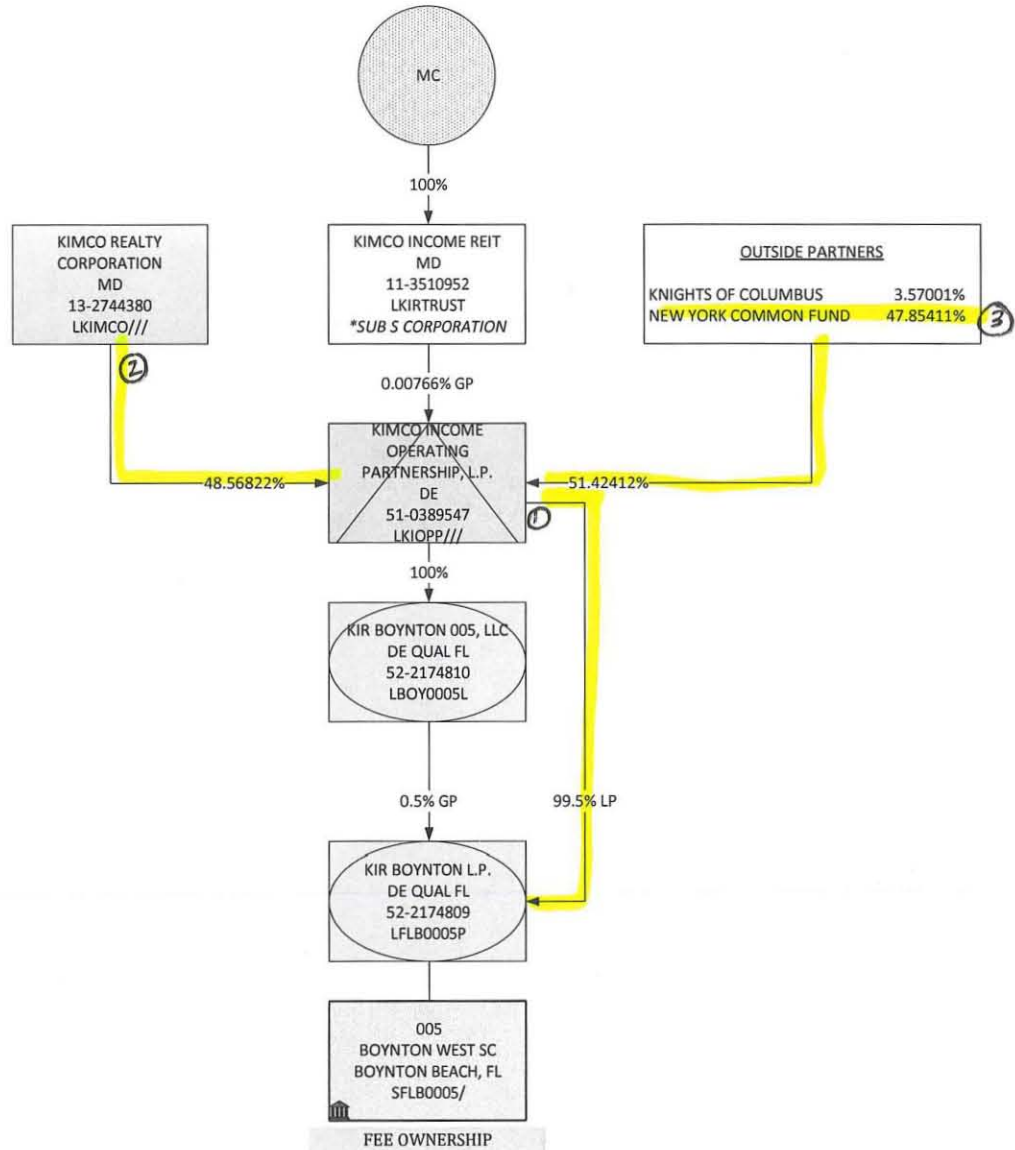 MC
100%
KIMCO REALTY
CORPORATION
MD
13-2744380
LKIMCO///
KIMCO INCOME REIT
MD
11-3510952
LKIRTRUST
*SUB S CORPORATION
OUTSIDE PARTNERS
KNIGHTS OF COLUMBUS 3.57001%
NEW YORK COMMON FUND 47.85411%
3
2
0.00766% GP
KIMCO INCOME
OPERATING
PARTNERSHIP, L.P.
DE
51-0389547
LKIOPP///
48.56822%
51.42412%
1
100%
KIR BOYNTON 005, LLC
DE QUAL FL
52-2174810
LBOY0005L
0.5% GP
99.5% LP
KIR BOYNTON L.P.
DE QUAL FL
52-2174809
LFLB0005P
005
BOYNTON WEST SC
BOYNTON BEACH, FL
SFLB0005/
FEE OWNERSHIP